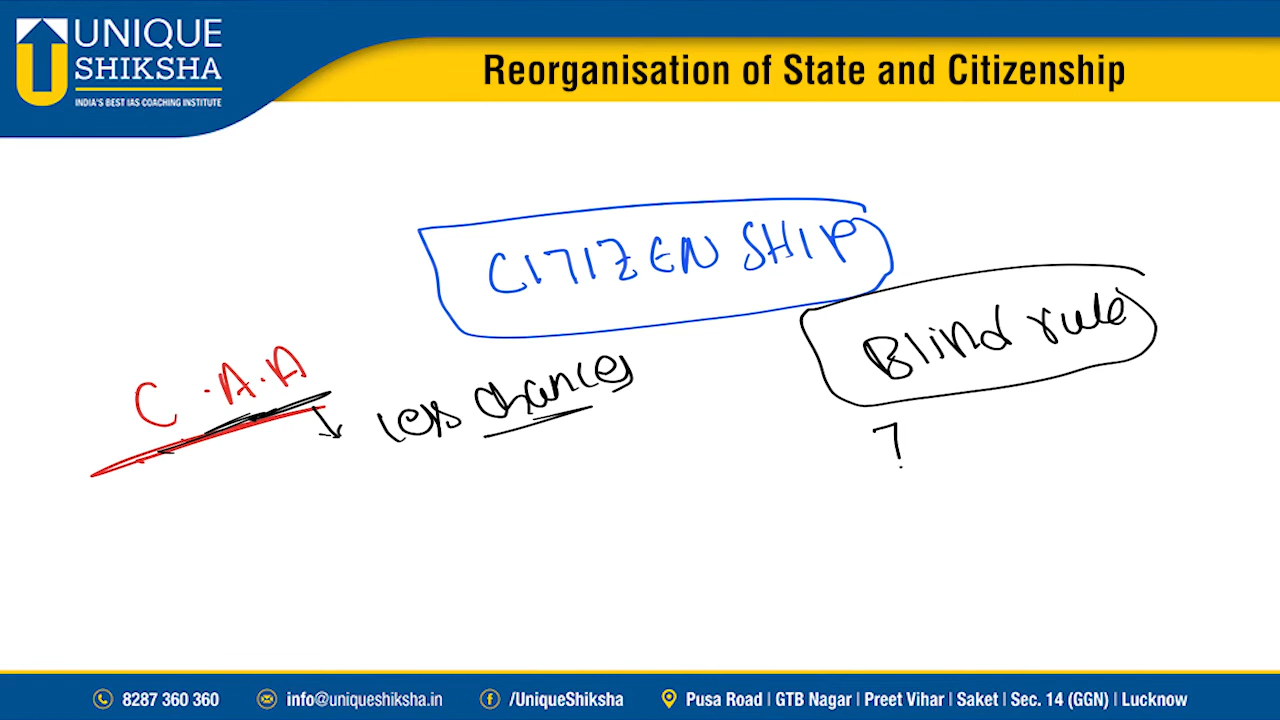 UNIQUE
SHIKSHA
INDIA'S BEST IAS COACHING INSTITUTE
Reorganisation of State and Citizenship
CITIZENSHIP
Blind rule
C.A.A
less chances
?
8287 360 360
info@uniqueshiksha.in
/UniqueShiksha
Pusa Road | GTB Nagar | Preet Vihar | Saket | Sec. 14 (GGN) | Lucknow